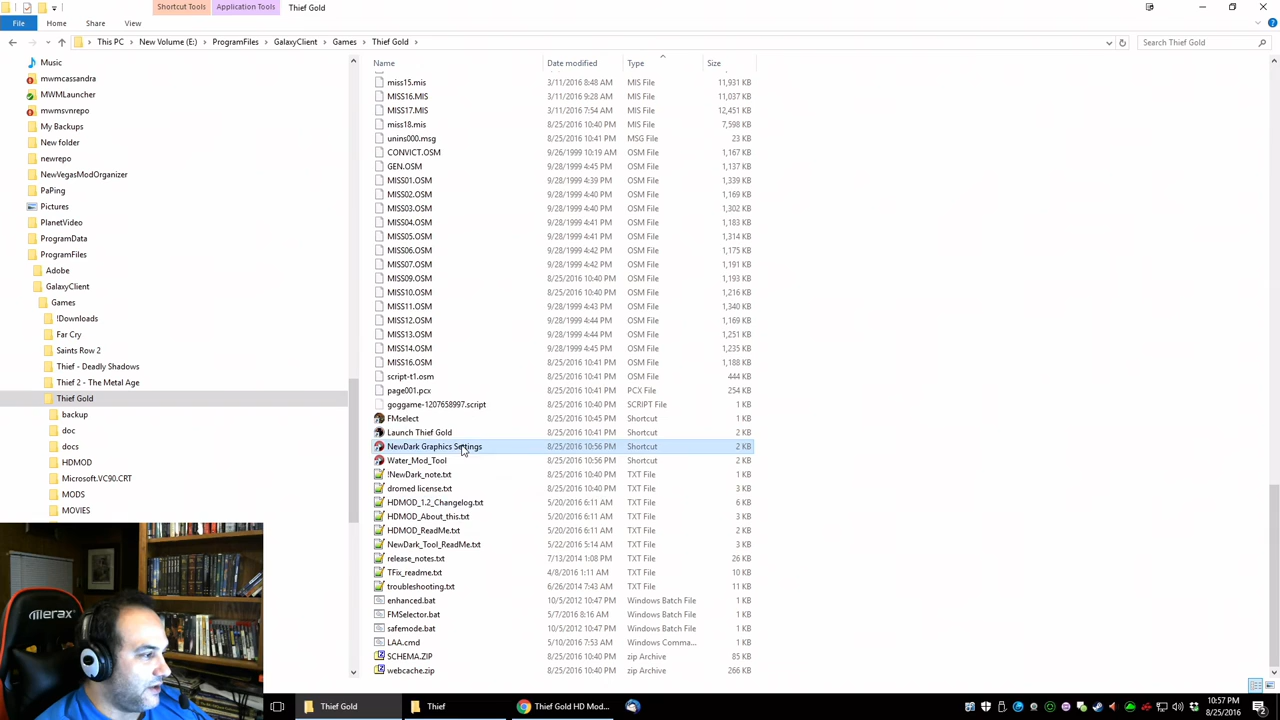 Shortcut Tools
Application Tools
Thief Gold
File
Home
Share
View
Manage
This PC
New Volume (E:)
ProgramFiles
GalaxyClient
Games
Thief Gold
Search Thief Gold
Music
mwmcassandra
MWMLauncher
mwmsvnrepo
My Backups
New folder
newrepo
NewVegasModOrganizer
PaPing
Pictures
PlanetVideo
ProgramData
ProgramFiles
Adobe
GalaxyClient
Games
!Downloads
Far Cry
Saints Row 2
Thief - Deadly Shadows
Thief 2 - The Metal Age
Thief Gold
backup
doc
docs
HDMOD
Microsoft.VC90.CRT
MODS
MOVIES
Name Date modified Type Size
miss15.mis 3/11/2016 8:48 AM MIS File 11,931 KB
MISS16.MIS 3/11/2016 9:28 AM MIS File 11,037 KB
MISS17.MIS 3/11/2016 7:54 AM MIS File 12,451 KB
miss18.mis 8/25/2016 10:40 PM MIS File 7,598 KB
unins000.msg 8/25/2016 10:41 PM MSG File 23 KB
CONVICT.OSM 9/26/1999 10:19 AM OSM File 1,167 KB
GEN.OSM 9/28/1999 4:45 PM OSM File 1,137 KB
MISS01.OSM 9/28/1999 4:39 PM OSM File 1,339 KB
MISS02.OSM 9/28/1999 4:40 PM OSM File 1,169 KB
MISS03.OSM 9/28/1999 4:40 PM OSM File 1,302 KB
MISS04.OSM 9/28/1999 4:41 PM OSM File 1,183 KB
MISS05.OSM 9/28/1999 4:41 PM OSM File 1,314 KB
MISS06.OSM 9/28/1999 4:42 PM OSM File 1,175 KB
MISS07.OSM 9/28/1999 4:42 PM OSM File 1,191 KB
MISS09.OSM 8/25/2016 10:40 PM OSM File 1,193 KB
MISS10.OSM 8/25/2016 10:40 PM OSM File 1,216 KB
MISS11.OSM 9/28/1999 4:43 PM OSM File 1,340 KB
MISS12.OSM 9/28/1999 4:44 PM OSM File 1,169 KB
MISS13.OSM 9/28/1999 4:44 PM OSM File 1,251 KB
MISS14.OSM 9/28/1999 4:45 PM OSM File 1,235 KB
MISS16.OSM 8/25/2016 10:41 PM OSM File 1,188 KB
script-t1.osm 8/25/2016 10:41 PM OSM File 444 KB
page001.pcx 8/25/2016 10:41 PM PCX File 254 KB
goggame-1207658997.script 8/25/2016 10:41 PM SCRIPT File 1 KB
FMselect 8/25/2016 10:45 PM Shortcut 1 KB
Launch Thief Gold 8/25/2016 10:41 PM Shortcut 2 KB
NewDark Graphics Settings 8/25/2016 10:56 PM Shortcut 2 KB
Water_Mod_Tool 8/25/2016 10:56 PM Shortcut 2 KB
!NewDark_note.txt 8/25/2016 10:40 PM TXT File 1 KB
dromed license.txt 8/25/2016 10:40 PM TXT File 3 KB
HDMOD_1.2_Changelog.txt 5/20/2016 6:11 AM TXT File 6 KB
HDMOD_About_this.txt 5/20/2016 6:11 AM TXT File 3 KB
HDMOD_ReadMe.txt 5/20/2016 6:11 AM TXT File 2 KB
NewDark_Tool_ReadMe.txt 5/22/2016 5:14 AM TXT File 3 KB
release_notes.txt 7/13/2014 1:08 PM TXT File 26 KB
TFix_readme.txt 4/8/2016 1:11 AM TXT File 10 KB
troubleshooting.txt 6/26/2014 7:43 AM TXT File 11 KB
enhanced.bat 10/5/2012 10:40 PM Windows Batch File 1 KB
FMSelector.bat 5/7/2016 8:16 AM Windows Batch File 1 KB
safemode.bat 10/5/2012 10:40 PM Windows Batch File 1 KB
LAA.cmd 5/10/2016 7:53 AM Windows Comma... 1 KB
SCHEMA.ZIP 8/25/2016 10:40 PM zip Archive 85 KB
webcache.zip 8/25/2016 10:40 PM zip Archive 266 KB
MERAX
Thief Gold
Thief
Thief Gold HD Mod...
10:57 PM
8/25/2016